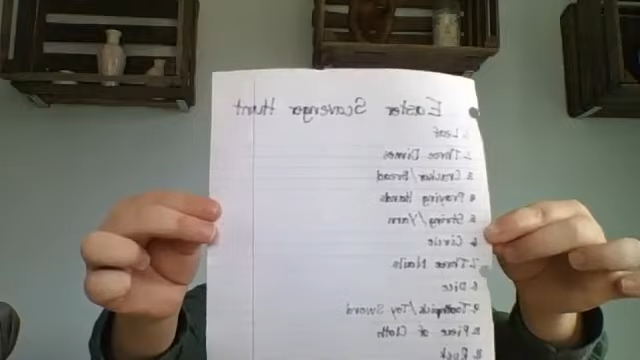 Easter Scavenger Hunt
1. Leaf
2. Three Dimes
3. Cracker/Bread
4. Praying Hands
5. String/Yarn
6. Circle
7. Three Nails
8. Dice
9. Toothpick/Toy Sword
10. Piece of Cloth
11. Rock